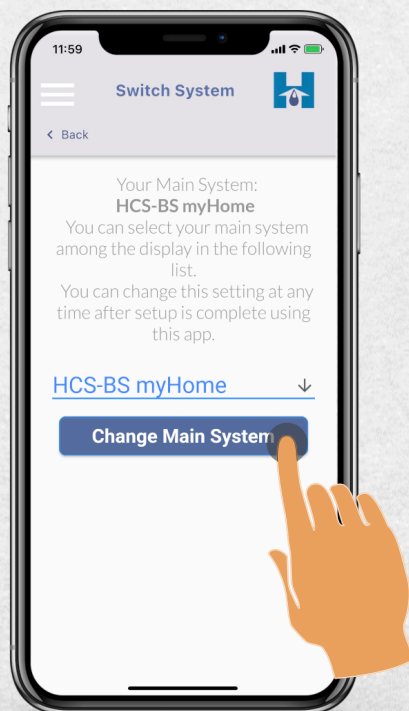 11:59
Switch System
Back
Your Main System:
HCS-BS myHome
You can select your main system
among the display in the following
list.
You can change this setting at any
time after setup is complete using
this app.
HCS-BS myHome
Change Main System